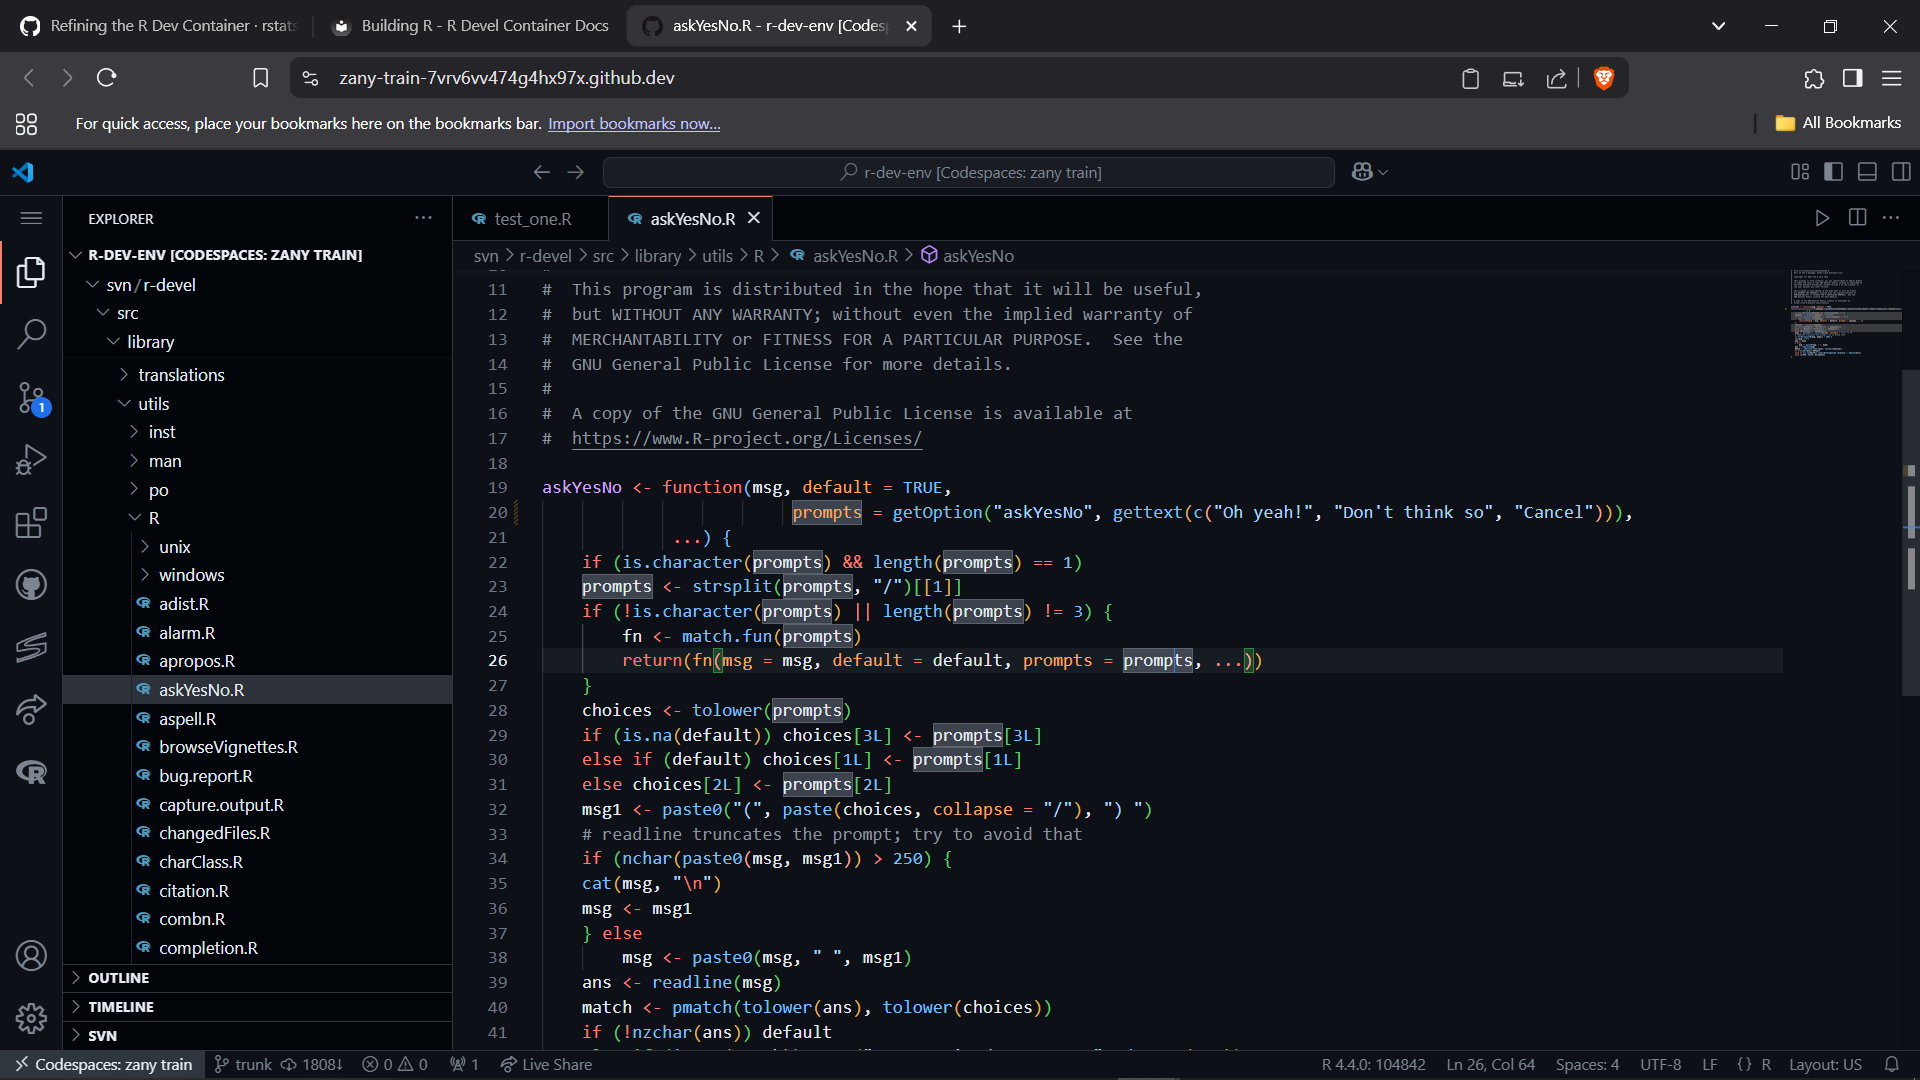 Refining the R Dev Container · rstats
Building R - R Devel Container Docs
askYesNo.R - r-dev-env [Codesp
zany-train-7vrv6vv474g4hx97x.github.dev
For quick access, place your bookmarks here on the bookmarks bar. Import bookmarks now...
All Bookmarks
r-dev-env [Codespaces: zany train]
EXPLORER
R-DEV-ENV [CODESPACES: ZANY TRAIN]
svn / r-devel
src
library
translations
utils
inst
man
po
R
unix
windows
adist.R
alarm.R
apropos.R
askYesNo.R
aspell.R
browseVignettes.R
bug.report.R
capture.output.R
changedFiles.R
charClass.R
citation.R
combn.R
completion.R
OUTLINE
TIMELINE
SVN
1
test_one.R
askYesNo.R
svn > r-devel > src > library > utils > R > askYesNo.R > askYesNo
11 # This program is distributed in the hope that it will be useful,
12 # but WITHOUT ANY WARRANTY; without even the implied warranty of
13 # MERCHANTABILITY or FITNESS FOR A PARTICULAR PURPOSE. See the
14 # GNU General Public License for more details.
15 #
16 # A copy of the GNU General Public License is available at
17 # https://www.R-project.org/Licenses/
18
19 askYesNo <- function(msg, default = TRUE,
20 prompts = getOption("askYesNo", gettext(c("Oh yeah!", "Don't think so", "Cancel"))),
21 ...) {
22 if (is.character(prompts) && length(prompts) == 1)
23 prompts <- strsplit(prompts, "/")[[1]]
24 if (!is.character(prompts) || length(prompts) != 3) {
25 fn <- match.fun(prompts)
26 return(fn(msg = msg, default = default, prompts = prompts, ...))
27 }
28 choices <- tolower(prompts)
29 if (is.na(default)) choices[3L] <- prompts[3L]
30 else if (default) choices[1L] <- prompts[1L]
31 else choices[2L] <- prompts[2L]
32 msg1 <- paste0("(", paste(choices, collapse = "/"), ") ")
33 # readline truncates the prompt; try to avoid that
34 if (nchar(paste0(msg, msg1)) > 250) {
35 cat(msg, "\n")
36 msg <- msg1
37 } else
38 msg <- paste0(msg, " ", msg1)
39 ans <- readline(msg)
40 match <- pmatch(tolower(ans), tolower(choices))
41 if (!nzchar(ans)) default
Codespaces: zany train
trunk 1808↓
0 0
1
Live Share
R 4.4.0: 104842
Ln 26, Col 64
Spaces: 4
UTF-8
LF
{ } R
Layout: US